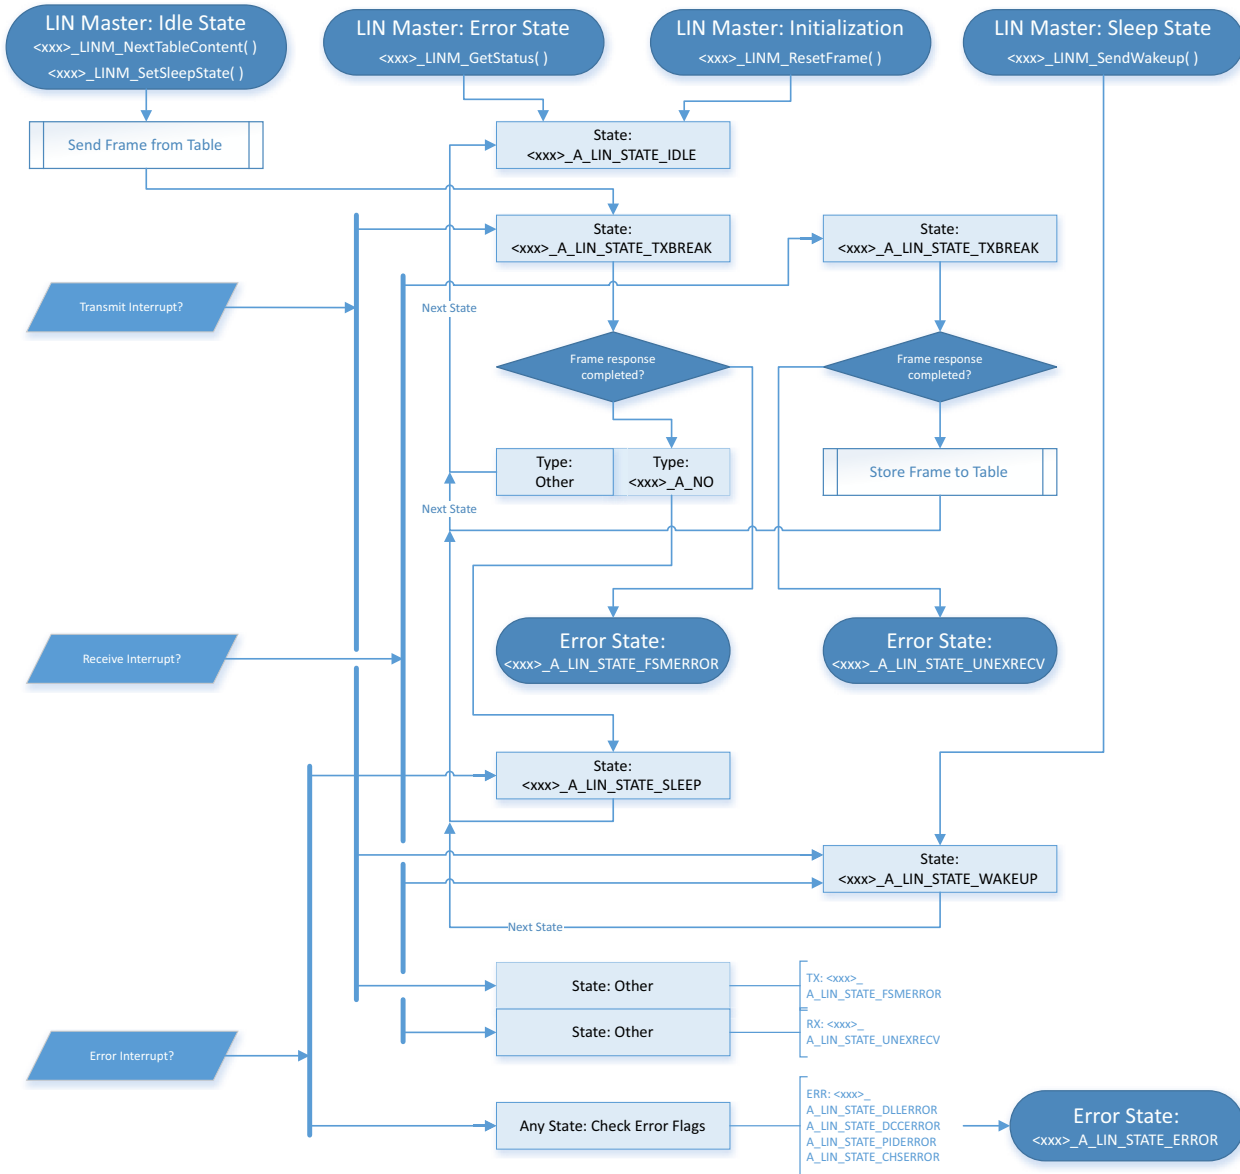 LIN Master: Idle State
<xxx>_LINM_NextTableContent( )
<xxx>_LINM_SetSleepState( )
LIN Master: Error State
<xxx>_LINM_GetStatus( )
LIN Master: Initialization
<xxx>_LINM_ResetFrame( )
LIN Master: Sleep State
<xxx>_LINM_SendWakeup( )
Send Frame from Table
State:
<xxx>_A_LIN_STATE_IDLE
State:
<xxx>_A_LIN_STATE_TXBREAK
State:
<xxx>_A_LIN_STATE_TXBREAK
Transmit Interrupt?
Next State
Frame response
completed?
Frame response
completed?
Type:
Other
Type:
<xxx>_A_NO
Store Frame to Table
Next State
Receive Interrupt?
Error State:
<xxx>_A_LIN_STATE_FSMERROR
Error State:
<xxx>_A_LIN_STATE_UNEXRECV
State:
<xxx>_A_LIN_STATE_SLEEP
State:
<xxx>_A_LIN_STATE_WAKEUP
Next State
State: Other
TX: <xxx>_
A_LIN_STATE_FSMERROR
State: Other
RX: <xxx>_
A_LIN_STATE_UNEXRECV
Error Interrupt?
Any State: Check Error Flags
ERR: <xxx>_
A_LIN_STATE_DLLERROR
A_LIN_STATE_DCCERROR
A_LIN_STATE_PIDERROR
A_LIN_STATE_CHSERROR
Error State:
<xxx>_A_LIN_STATE_ERROR